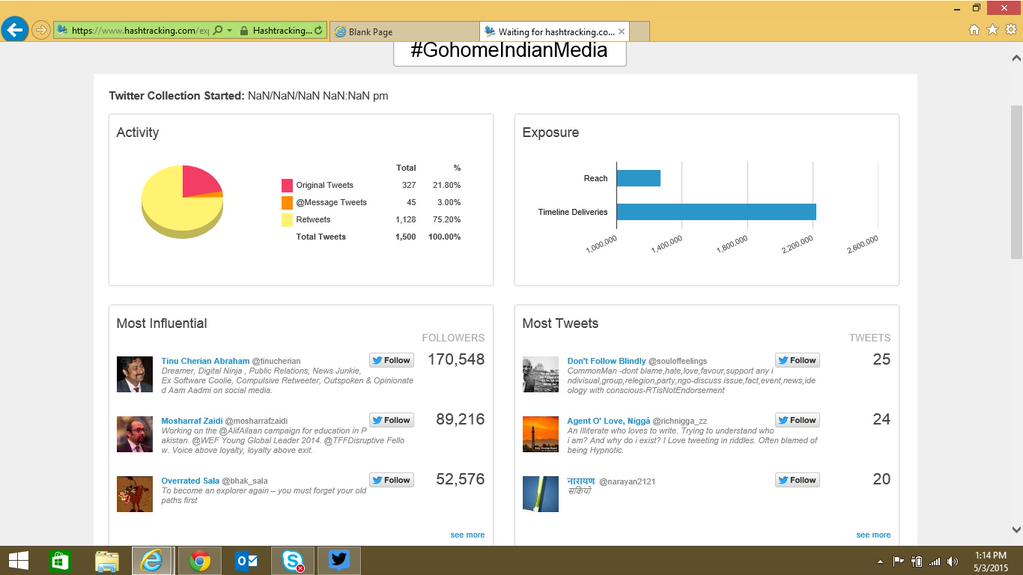 https://www.hashtracking.com/ex
Hashtracking...
Blank Page
Waiting for hashtracking.co...
#GohomeIndianMedia
Twitter Collection Started: NaN/NaN/NaN NaN:NaN pm
Activity
Total %
Original Tweets 327 21.80%
@Message Tweets 45 3.00%
Retweets 1,128 75.20%
Total Tweets 1,500 100.00%
Exposure
Reach
Timeline Deliveries
1,000,000 1,400,000 1,800,000 2,200,000 2,600,000
Most Influential
FOLLOWERS
Tinu Cherian Abraham @tinucherian Follow 170,548
Dreamer, Digital Ninja , Public Relations, News Junkie,
Ex Software Coolie, Compulsive Retweeter, Outspoken & Opinionate
d Aam Aadmi on social media.
Mosharraf Zaidi @mosharrafzaidi Follow 89,216
Working on the @AlifAilaan campaign for education in P
akistan. @WEF Young Global Leader 2014. @TFFDisruptive Fello
w. Voice above loyalty, loyalty above exit.
Overrated Sala @bhak_sala Follow 52,576
To become an explorer again – you must forget your old
paths first
see more
Most Tweets
TWEETS
Don't Follow Blindly @souloffeelings Follow 25
CommonMan -dont blame,hate,love,favour,support any i
ndivisual,group,relegion,party,ngo-discuss issue,fact,event,news,ide
ology with conscious-RTisNotEndorsement
Agent O' Love, Niggá @richnigga_zz Follow 24
An Illiterate who loves to write. Trying to understand who
i am? And why do i exist? I Love tweeting in riddles. Often blamed of
being Hypnotic.
नारायण @narayan2121 Follow 20
सकियो
see more
1:14 PM
5/3/2015